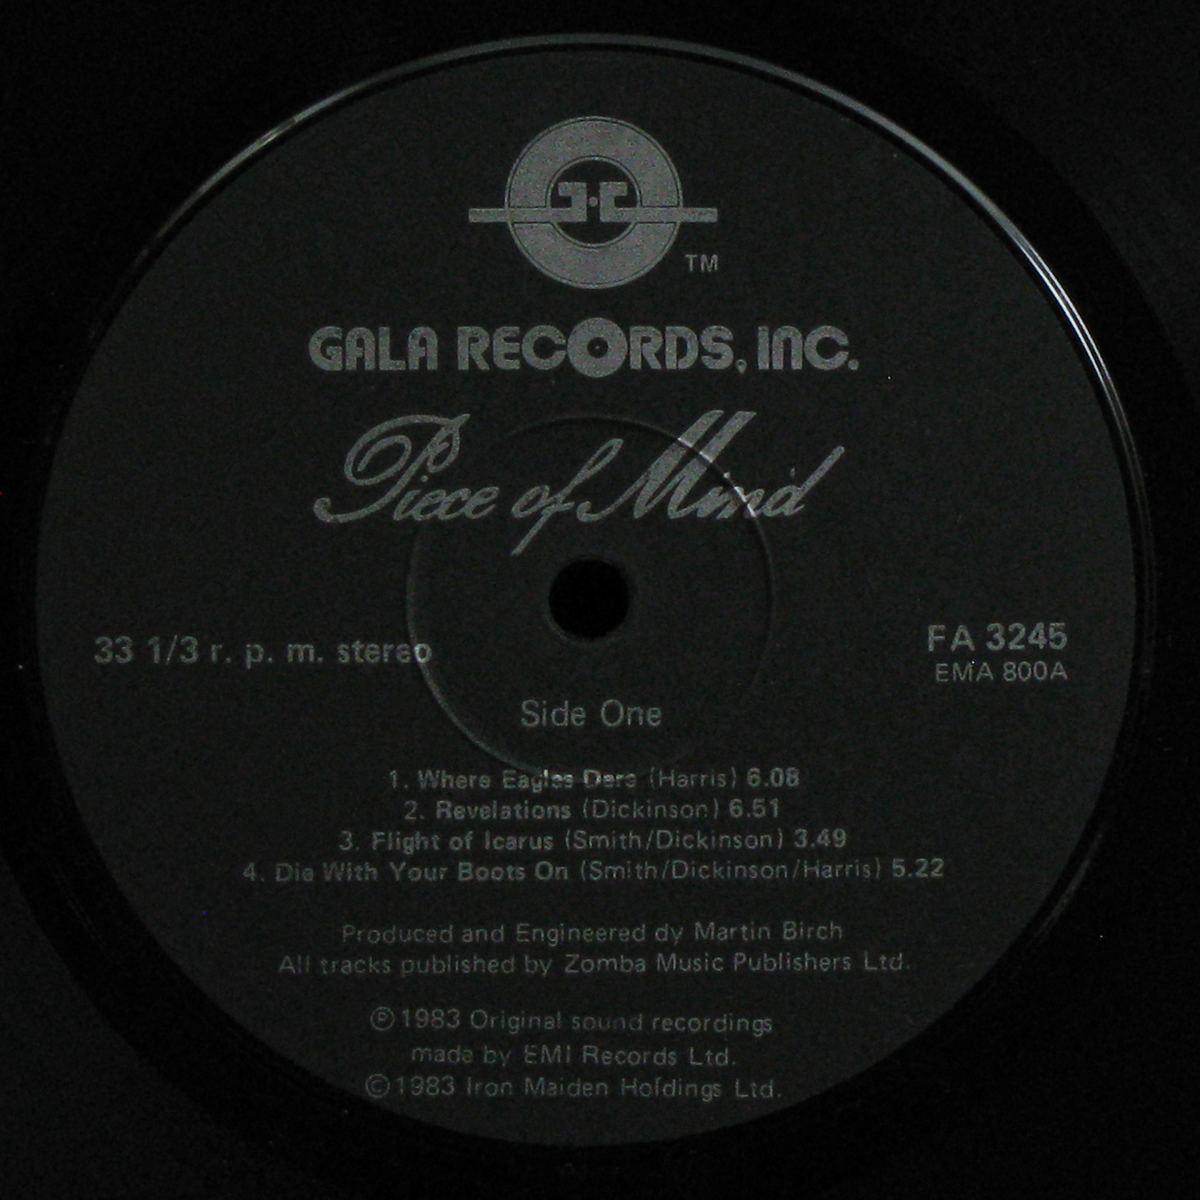 TM
GALA RECORDS, INC.
Piece of Mind
33 1/3 r. p. m. stereo
FA 3245
EMA 800A
Side One
1. Where Eagles Dare (Harris) 6.08
2. Revelations (Dickinson) 6.51
3. Flight of Icarus (Smith/Dickinson) 3.49
4. Die With Your Boots On (Smith/Dickinson/Harris) 5.22
Produced and Engineered dy Martin Birch
All tracks published by Zomba Music Publishers Ltd.
℗ 1983 Original sound recordings
made by EMI Records Ltd.
© 1983 Iron Maiden Holdings Ltd.